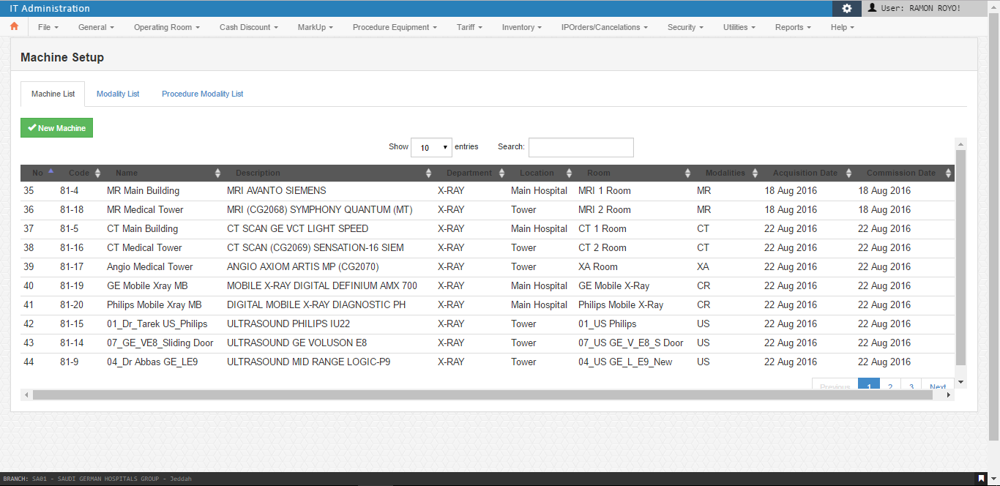 IT Administration User: RAMON ROYO!
File General Operating Room Cash Discount MarkUp Procedure Equipment Tariff Inventory IPOrders/Cancelations Security Utilities Reports Help
Machine Setup
Machine List Modality List Procedure Modality List
New Machine
Show 10 entries Search:
No Code Name Description Department Location Room Modalities Acquisition Date Commission Date
35 81-4 MR Main Building MRI AVANTO SIEMENS X-RAY Main Hospital MRI 1 Room MR 18 Aug 2016 18 Aug 2016
36 81-18 MR Medical Tower MRI (CG2068) SYMPHONY QUANTUM (MT) X-RAY Tower MRI 2 Room MR 18 Aug 2016 18 Aug 2016
37 81-5 CT Main Building CT SCAN GE VCT LIGHT SPEED X-RAY Main Hospital CT 1 Room CT 22 Aug 2016 22 Aug 2016
38 81-16 CT Medical Tower CT SCAN (CG2069) SENSATION-16 SIEM X-RAY Tower CT 2 Room CT 22 Aug 2016 22 Aug 2016
39 81-17 Angio Medical Tower ANGIO AXIOM ARTIS MP (CG2070) X-RAY Tower XA Room XA 22 Aug 2016 22 Aug 2016
40 81-19 GE Mobile Xray MB MOBILE X-RAY DIGITAL DEFINIUM AMX 700 X-RAY Main Hospital GE Mobile X-Ray CR 22 Aug 2016 22 Aug 2016
41 81-20 Philips Mobile Xray MB DIGITAL MOBILE X-RAY DIAGNOSTIC PH X-RAY Main Hospital Philips Mobile X-Ray CR 22 Aug 2016 22 Aug 2016
42 81-15 01_Dr_Tarek US_Philips ULTRASOUND PHILIPS IU22 X-RAY Tower 01_US Philips US 22 Aug 2016 22 Aug 2016
43 81-14 07_GE_VE8_Sliding Door ULTRASOUND GE VOLUSON E8 X-RAY Tower 07_US GE_V_E8_S Door US 22 Aug 2016 22 Aug 2016
44 81-9 04_Dr Abbas GE_LE9 ULTRASOUND MID RANGE LOGIC-P9 X-RAY Tower 04_US GE_L_E9_New US 22 Aug 2016 22 Aug 2016
Previous 1 2 3 Next
BRANCH: SA01 - SAUDI GERMAN HOSPITALS GROUP - Jeddah